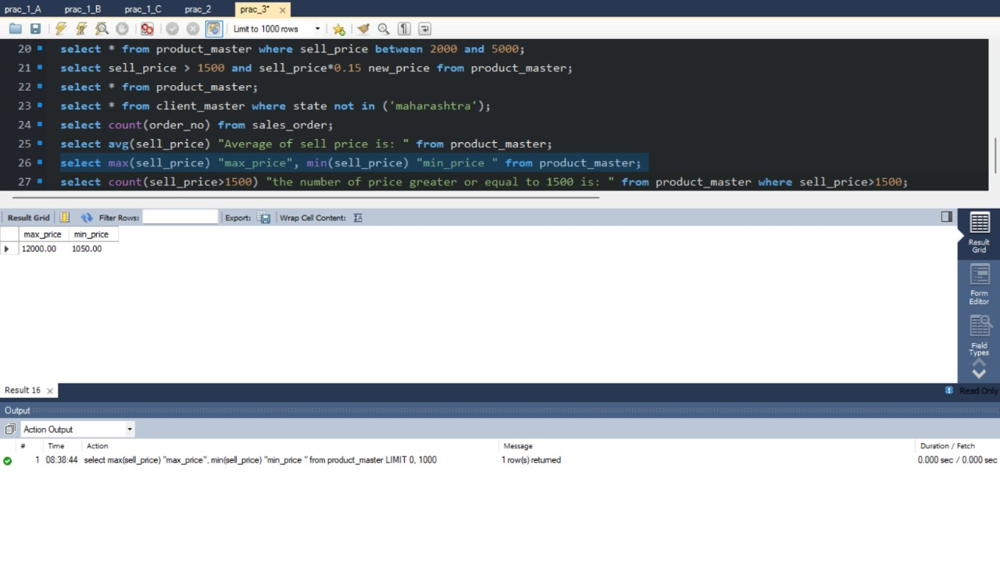 prac_1_A prac_1_B prac_1_C prac_2 prac_3*
Limit to 1000 rows
20 select * from product_master where sell_price between 2000 and 5000;
21 select sell_price > 1500 and sell_price*0.15 new_price from product_master;
22 select * from product_master;
23 select * from client_master where state not in ('maharashtra');
24 select count(order_no) from sales_order;
25 select avg(sell_price) "Average of sell price is: " from product_master;
26 select max(sell_price) "max_price", min(sell_price) "min_price " from product_master;
27 select count(sell_price>1500) "the number of price greater or equal to 1500 is: " from product_master where sell_price>1500;
Result Grid Filter Rows: Export: Wrap Cell Content:
max_price min_price
12000.00 1050.00
Result
Grid
Form
Editor
Field
Types
Result 16 Read Only
Output
Action Output
# Time Action Message Duration / Fetch
1 08:38:44 select max(sell_price) "max_price", min(sell_price) "min_price " from product_master LIMIT 0, 1000 1 row(s) returned 0.000 sec / 0.000 sec